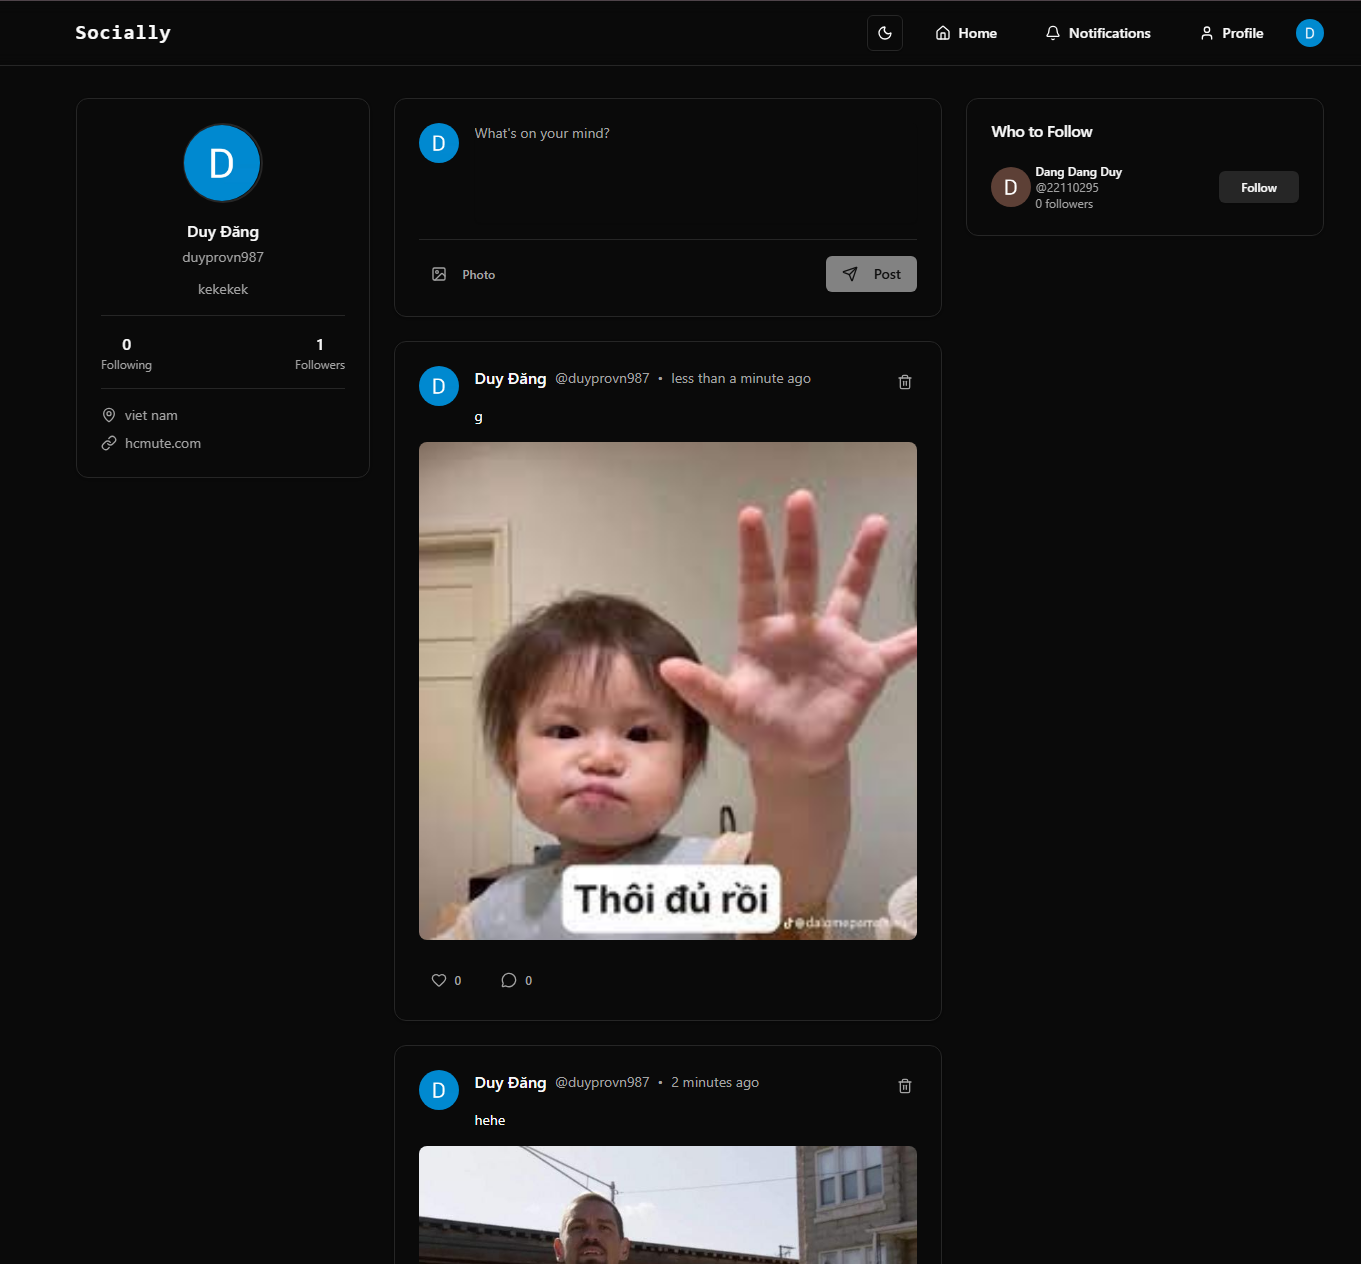 Socially
Home
Notifications
Profile
D
D
Duy Đăng
duyprovn987
kekekek
0
Following
1
Followers
viet nam
hcmute.com
D
What's on your mind?
Photo
Post
D
Duy Đăng @duyprovn987 • less than a minute ago
g
Thôi đủ rồi
0
0
D
Duy Đăng @duyprovn987 • 2 minutes ago
hehe
Who to Follow
D
Dang Dang Duy
@22110295
0 followers
Follow